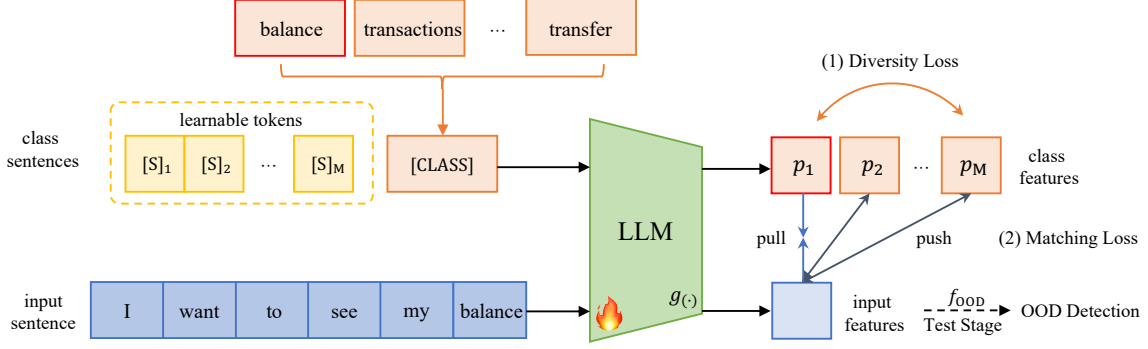 balance transactions ... transfer
(1) Diversity Loss
learnable tokens
class
sentences
[S]₁ [S]₂ ... [S]M
[CLASS]
p₁ p₂ ... pM
class
features
LLM
pull
push
(2) Matching Loss
input
sentence
I want to see my balance
g(·)
input
features
fOOD
Test Stage
OOD Detection